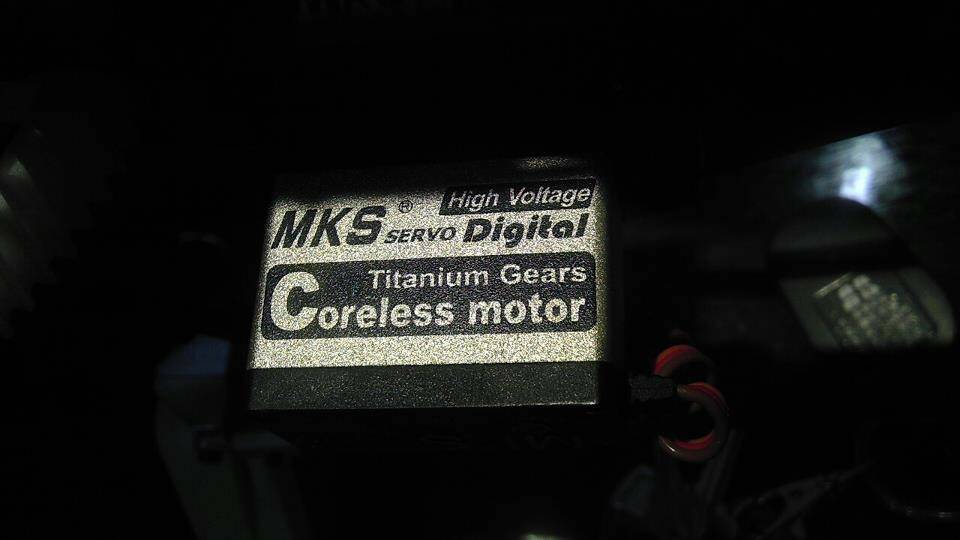 High Voltage
MKS® SERVO Digital
Titanium Gears
Coreless motor